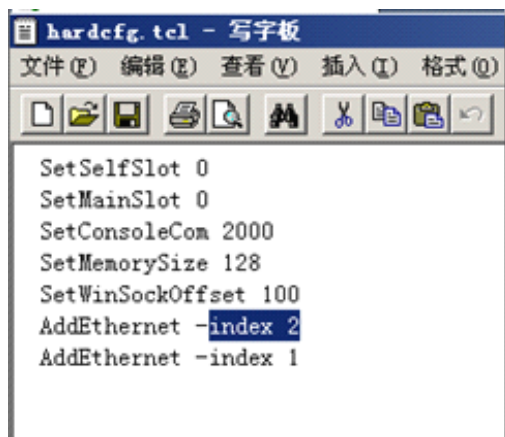 hardcfg.tcl - 写字板
文件(F) 编辑(E) 查看(V) 插入(I) 格式(O)
SetSelfSlot 0
SetMainSlot 0
SetConsoleCom 2000
SetMemorySize 128
SetWinSockOffset 100
AddEthernet -index 2
AddEthernet -index 1